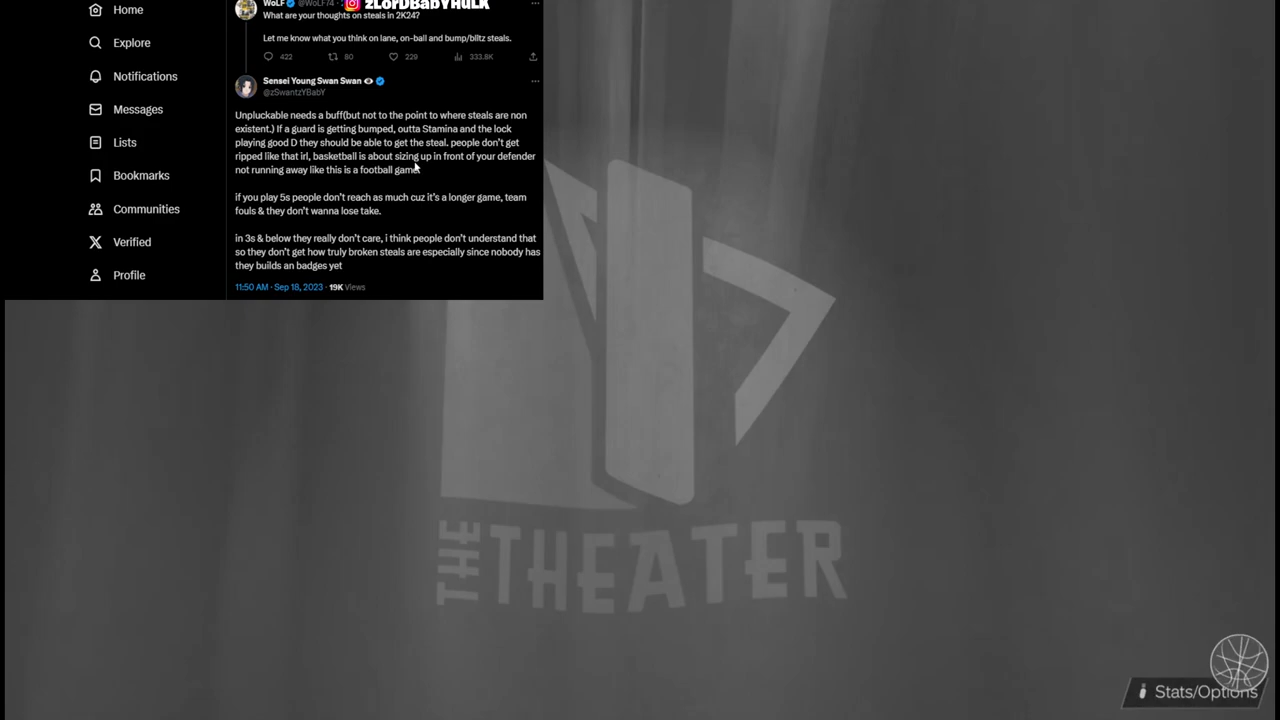 Home
Explore
Notifications
Messages
Lists
Bookmarks
Communities
Verified
Profile
WoLF @WoLF74 ·
zLorDBabYHulK
What are your thoughts on steals in 2K24?
Let me know what you think on lane, on-ball and bump/blitz steals.
422 80 229 333.8K
Sensei Young Swan Swan
@zSwantzYBabY
Unpluckable needs a buff(but not to the point to where steals are non
existent.) If a guard is getting bumped, outta Stamina and the lock
playing good D they should be able to get the steal. people don't get
ripped like that irl, basketball is about sizing up in front of your defender
not running away like this is a football game.
if you play 5s people don't reach as much cuz it's a longer game, team
fouls & they don't wanna lose take.
in 3s & below they really don't care, i think people don't understand that
so they don't get how truly broken steals are especially since nobody has
they builds an badges yet
11:50 AM · Sep 18, 2023 · 19K Views
THE THEATER
Stats/Options